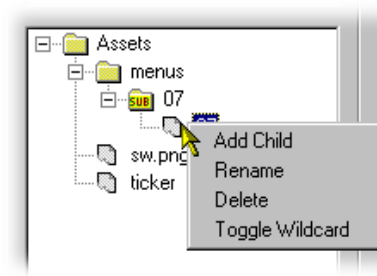 Assets
menus
SUB 07
sw.png
ticker
Add Child
Rename
Delete
Toggle Wildcard